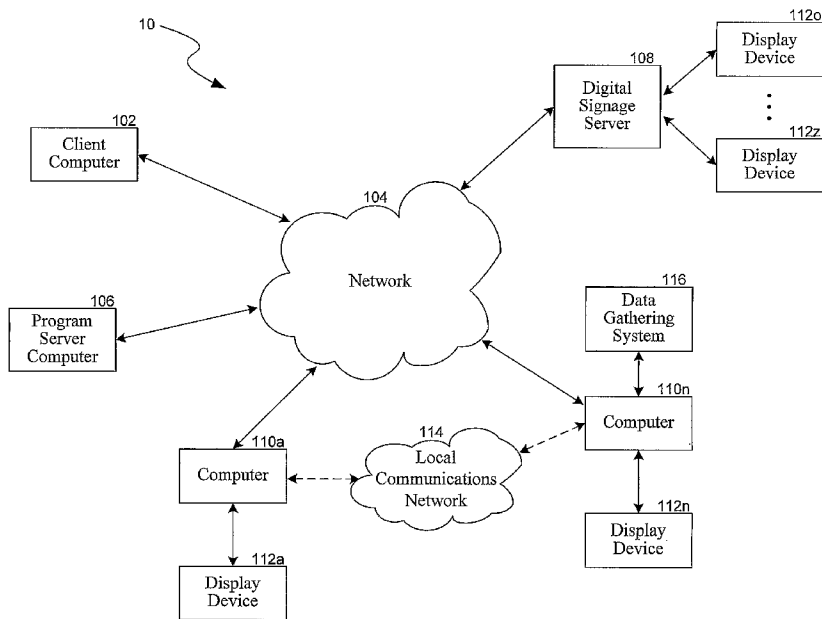 10
112o
Display
Device
108
Digital
Signage
Server
112z
Display
Device
102
Client
Computer
104
Network
106
Program
Server
Computer
116
Data
Gathering
System
110n
Computer
114
Local
Communications
Network
110a
Computer
112n
Display
Device
112a
Display
Device